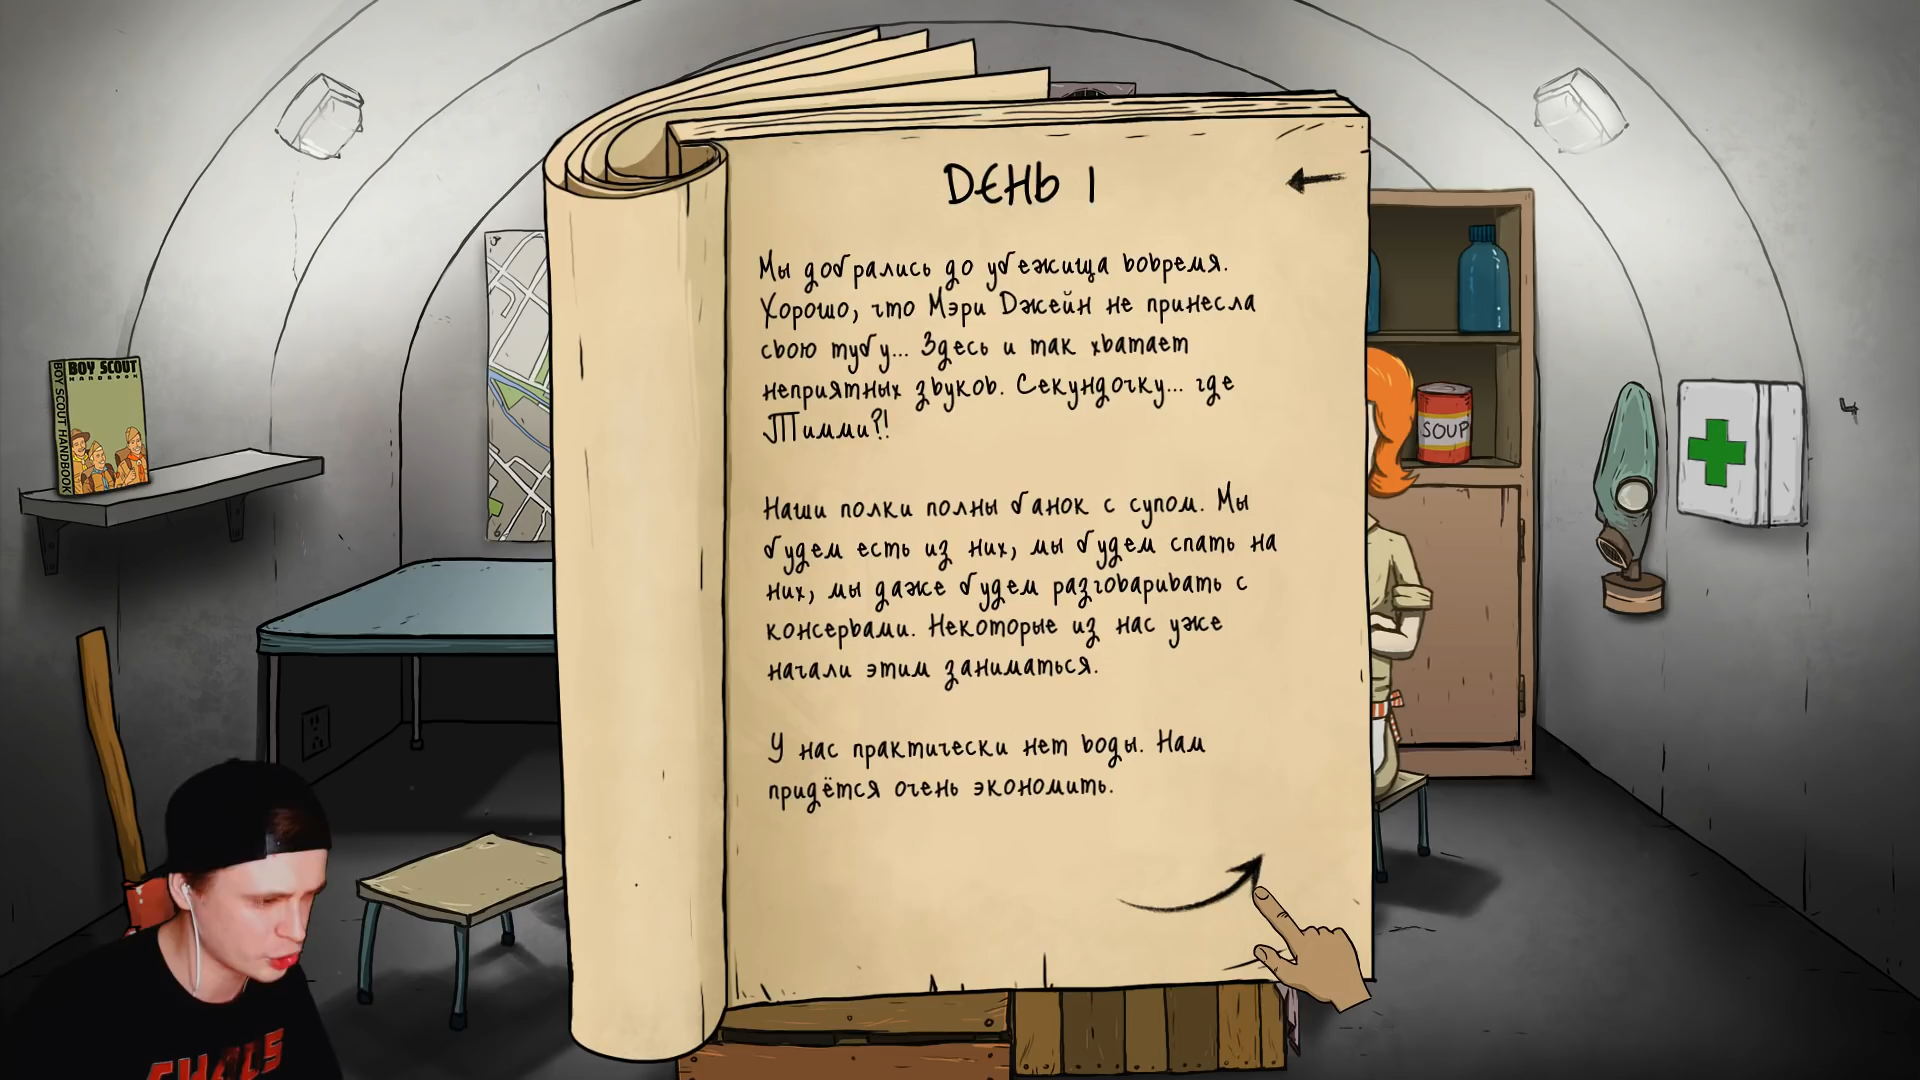 ДЕНЬ 1
Мы добрались до убежища вовремя.
Хорошо, что Мэри Джейн не принесла
свою тубу... Здесь и так хватает
неприятных звуков. Секундочку... где
Тимми?!
Наши полки полны банок с супом. Мы
будем есть из них, мы будем спать на
них, мы даже будем разговаривать с
консервами. Некоторые из нас уже
начали этим заниматься.
У нас практически нет воды. Нам
придётся очень экономить.
BOY SCOUT
HANDBOOK
BOY SCOUT HANDBOOK
SOUP